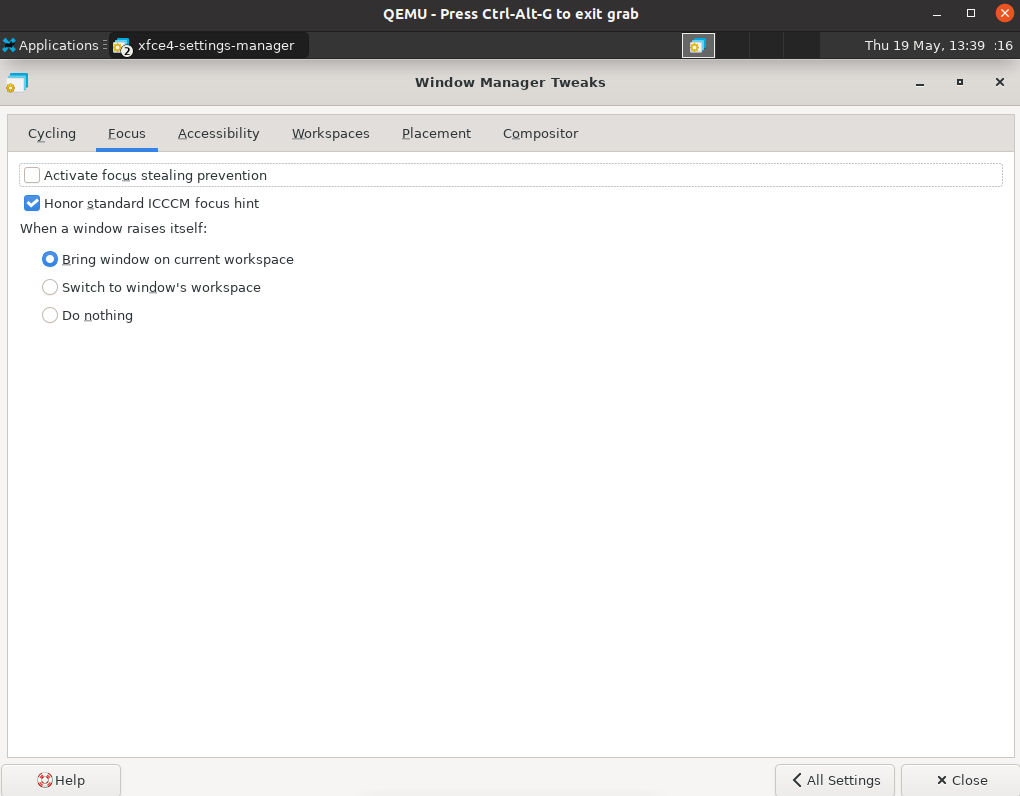 QEMU - Press Ctrl-Alt-G to exit grab
Applications 2 xfce4-settings-manager Thu 19 May, 13:39 :16
Window Manager Tweaks
Cycling Focus Accessibility Workspaces Placement Compositor
Activate focus stealing prevention
Honor standard ICCCM focus hint
When a window raises itself:
Bring window on current workspace
Switch to window's workspace
Do nothing
Help All Settings Close